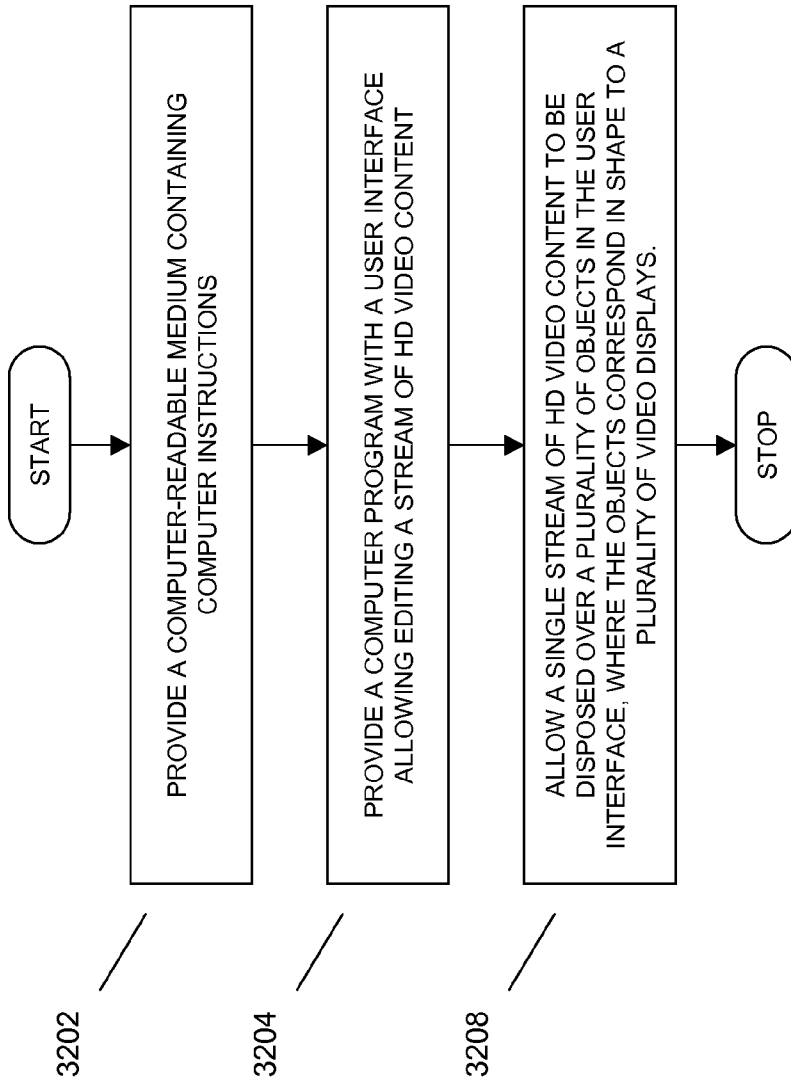 START
3202
PROVIDE A COMPUTER-READABLE MEDIUM CONTAINING
COMPUTER INSTRUCTIONS
3204
PROVIDE A COMPUTER PROGRAM WITH A USER INTERFACE
ALLOWING EDITING A STREAM OF HD VIDEO CONTENT
3208
ALLOW A SINGLE STREAM OF HD VIDEO CONTENT TO BE
DISPOSED OVER A PLURALITY OF OBJECTS IN THE USER
INTERFACE, WHERE THE OBJECTS CORRESPOND IN SHAPE TO A
PLURALITY OF VIDEO DISPLAYS.
STOP